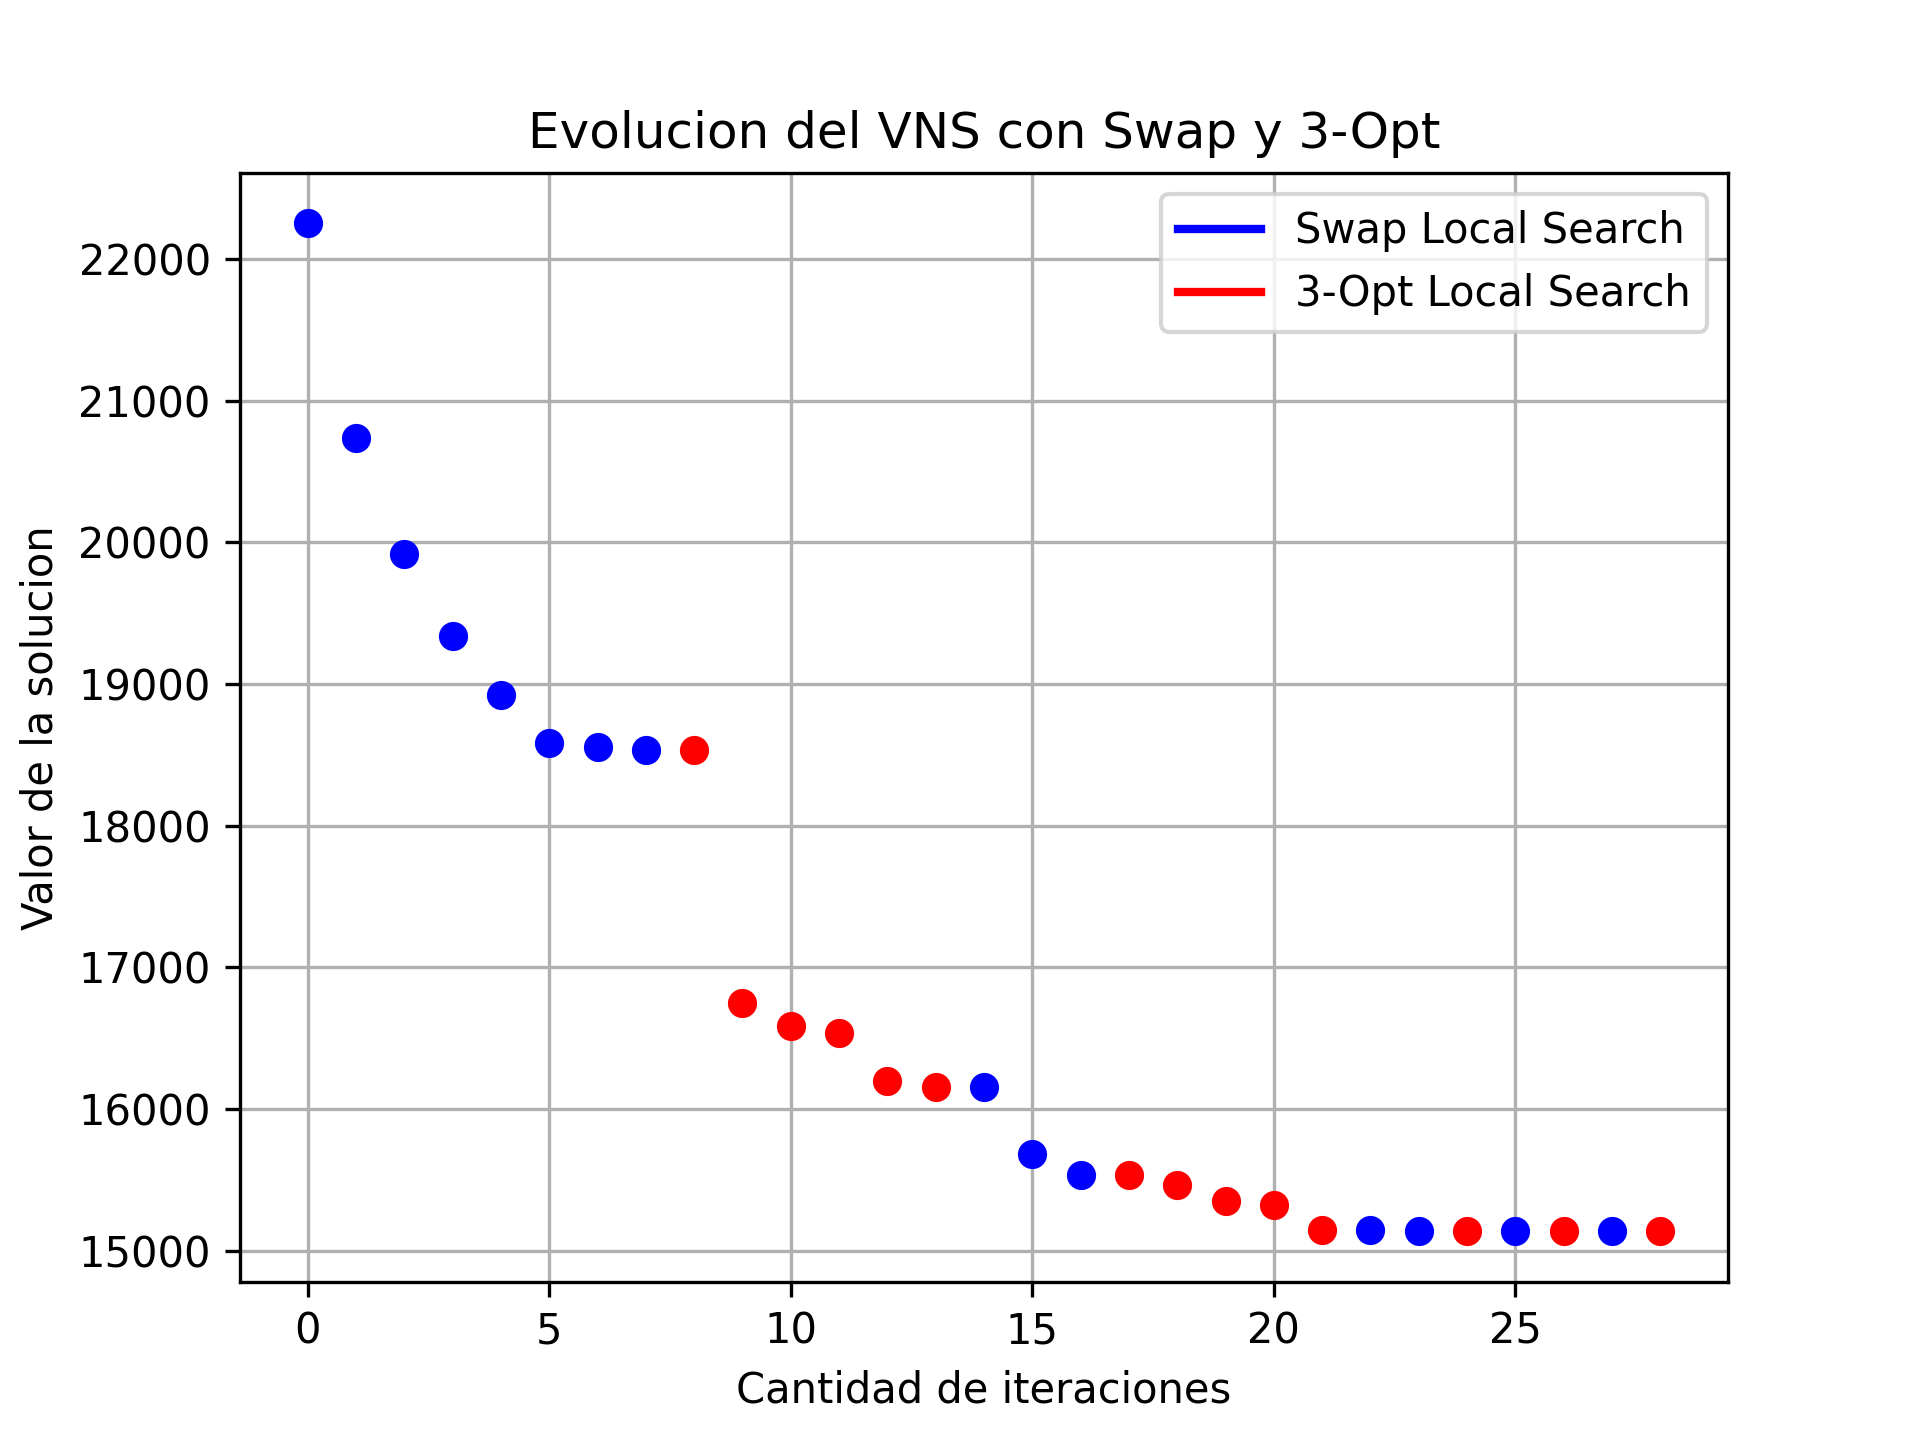 Evolucion del VNS con Swap y 3-Opt
Swap Local Search
3-Opt Local Search
Valor de la solucion
22000
21000
20000
19000
18000
17000
16000
15000
0 5 10 15 20 25
Cantidad de iteraciones